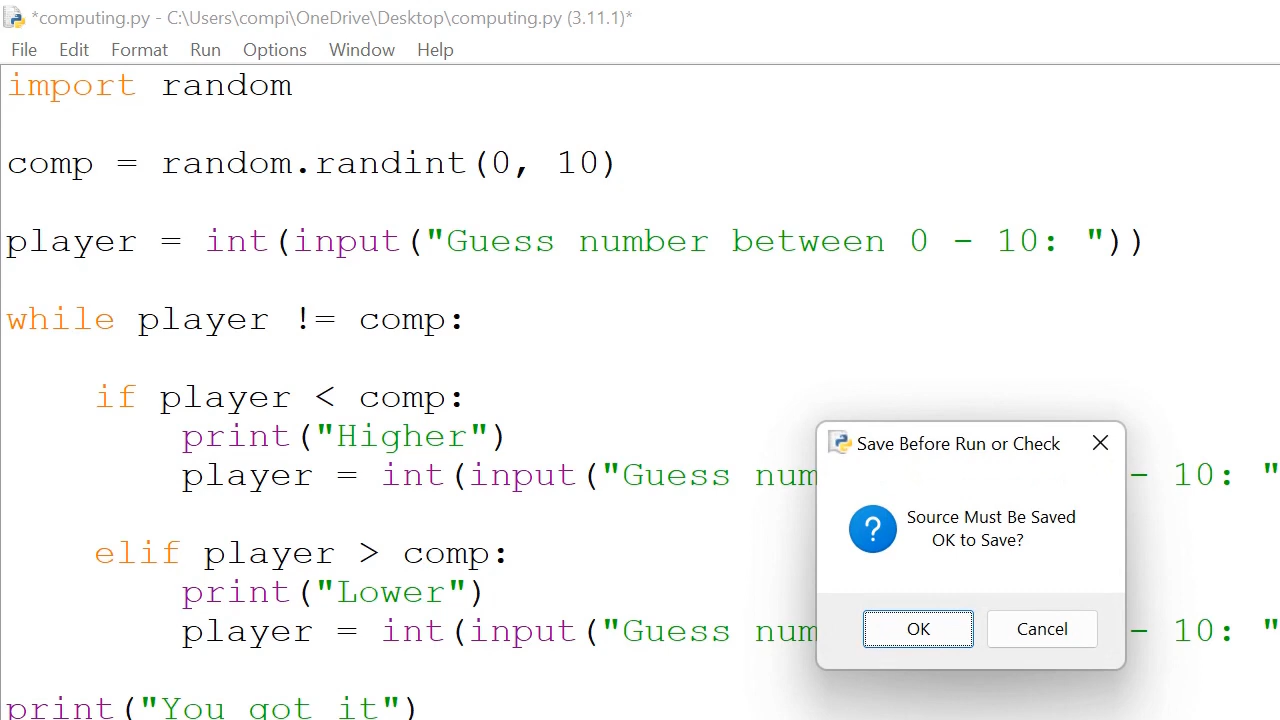 *computing.py - C:\Users\compi\OneDrive\Desktop\computing.py (3.11.1)*
File Edit Format Run Options Window Help
import random
comp = random.randint(0, 10)
player = int(input("Guess number between 0 - 10: "))
while player != comp:
if player < comp:
print("Higher")
player = int(input("Guess - 10: "
elif player > comp:
print("Lower")
player = int(input("Guess - 10: "
print("You got it")
Save Before Run or Check
Source Must Be Saved
OK to Save?
OK Cancel